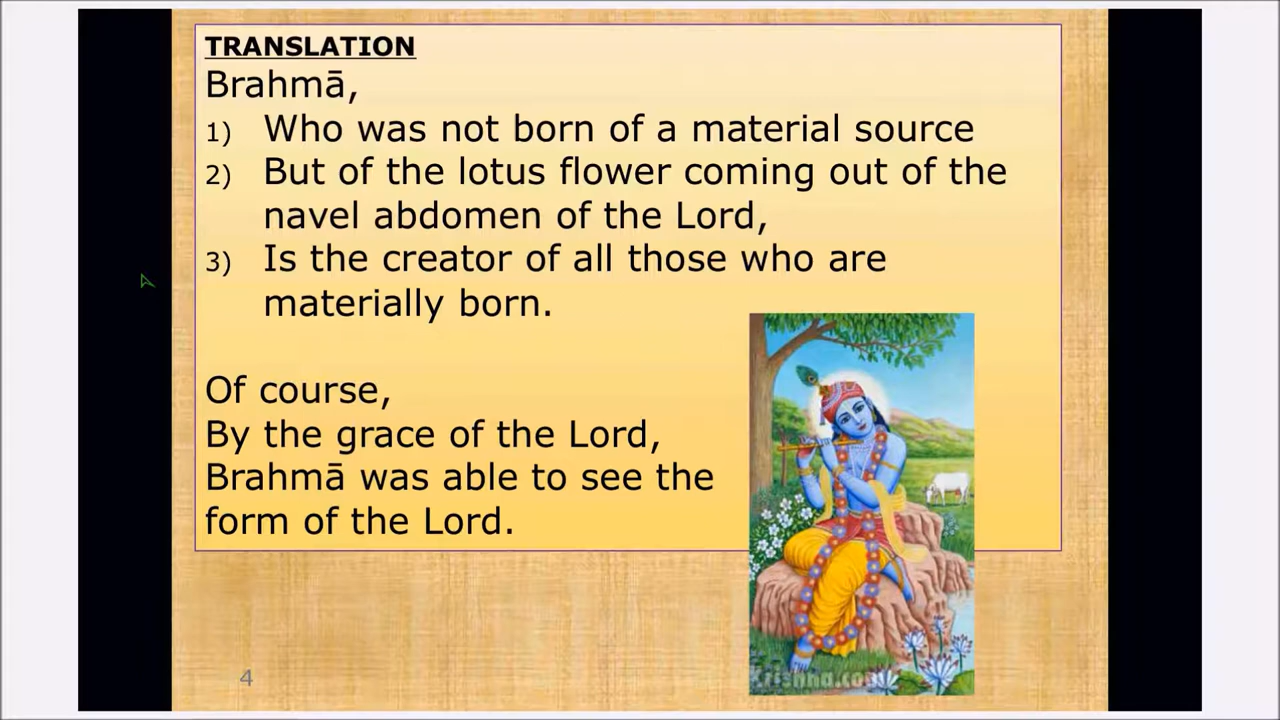 TRANSLATION
Brahmā,
1) Who was not born of a material source
2) But of the lotus flower coming out of the
navel abdomen of the Lord,
3) Is the creator of all those who are
materially born.
Of course,
By the grace of the Lord,
Brahmā was able to see the
form of the Lord.
Krishna.com
4